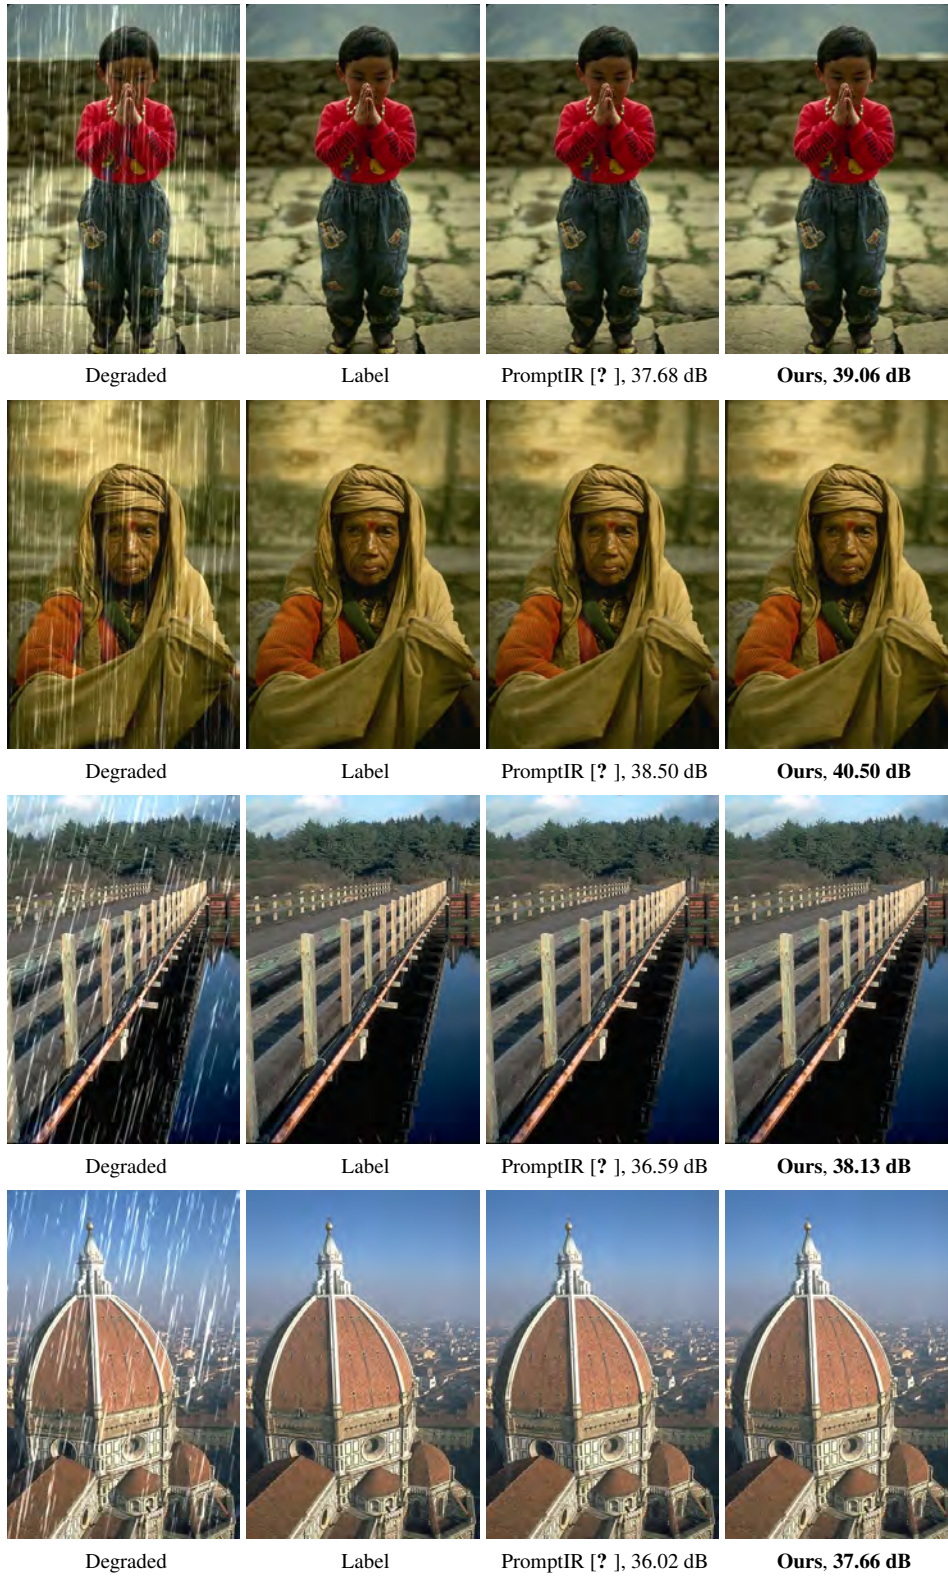 Degraded Label PromptIR [? ], 37.68 dB Ours, 39.06 dB
Degraded Label PromptIR [? ], 38.50 dB Ours, 40.50 dB
Degraded Label PromptIR [? ], 36.59 dB Ours, 38.13 dB
Degraded Label PromptIR [? ], 36.02 dB Ours, 37.66 dB